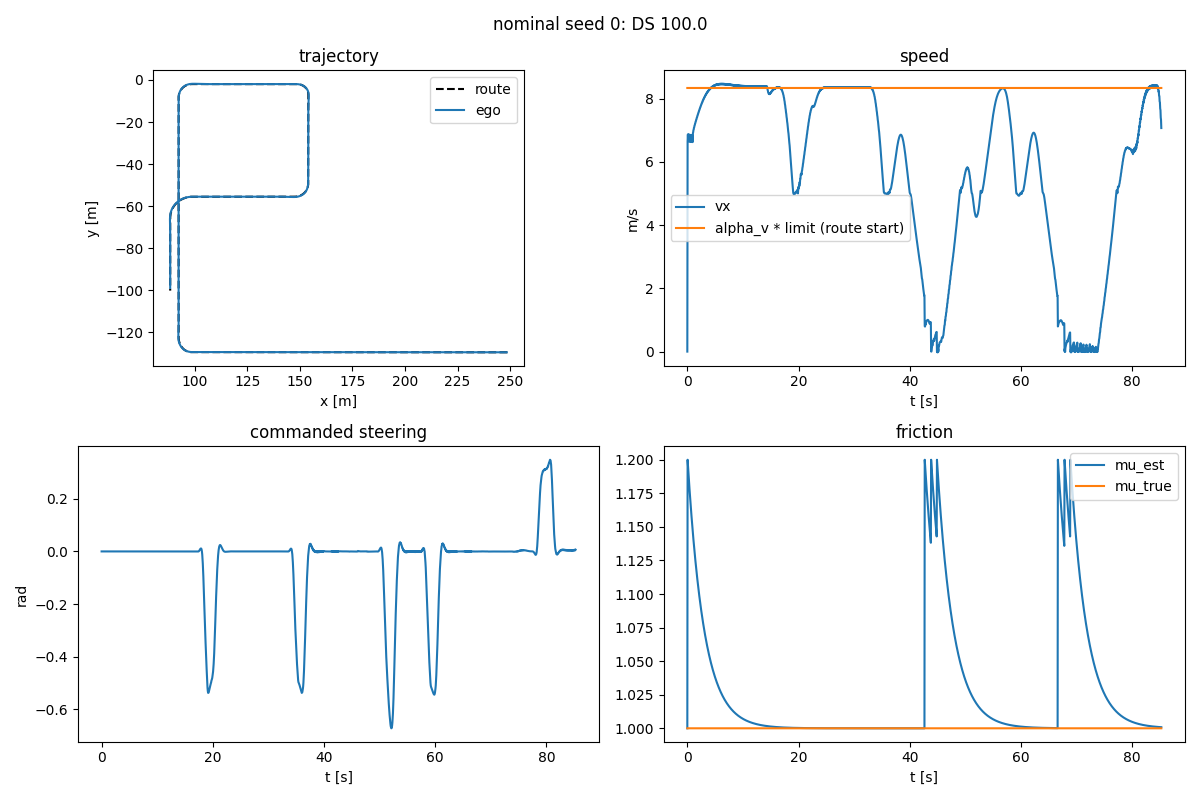 nominal seed 0: DS 100.0
trajectory
0
−20
−40
−60
−80
−100
−120
y [m]
100
125
150
175
200
225
250
x [m]
route
ego
speed
8
6
4
2
0
m/s
0
20
40
60
80
t [s]
vx
alpha_v * limit (route start)
commanded steering
0.2
0.0
−0.2
−0.4
−0.6
rad
0
20
40
60
80
t [s]
friction
1.200
1.175
1.150
1.125
1.100
1.075
1.050
1.025
1.000
0
20
40
60
80
t [s]
mu_est
mu_true